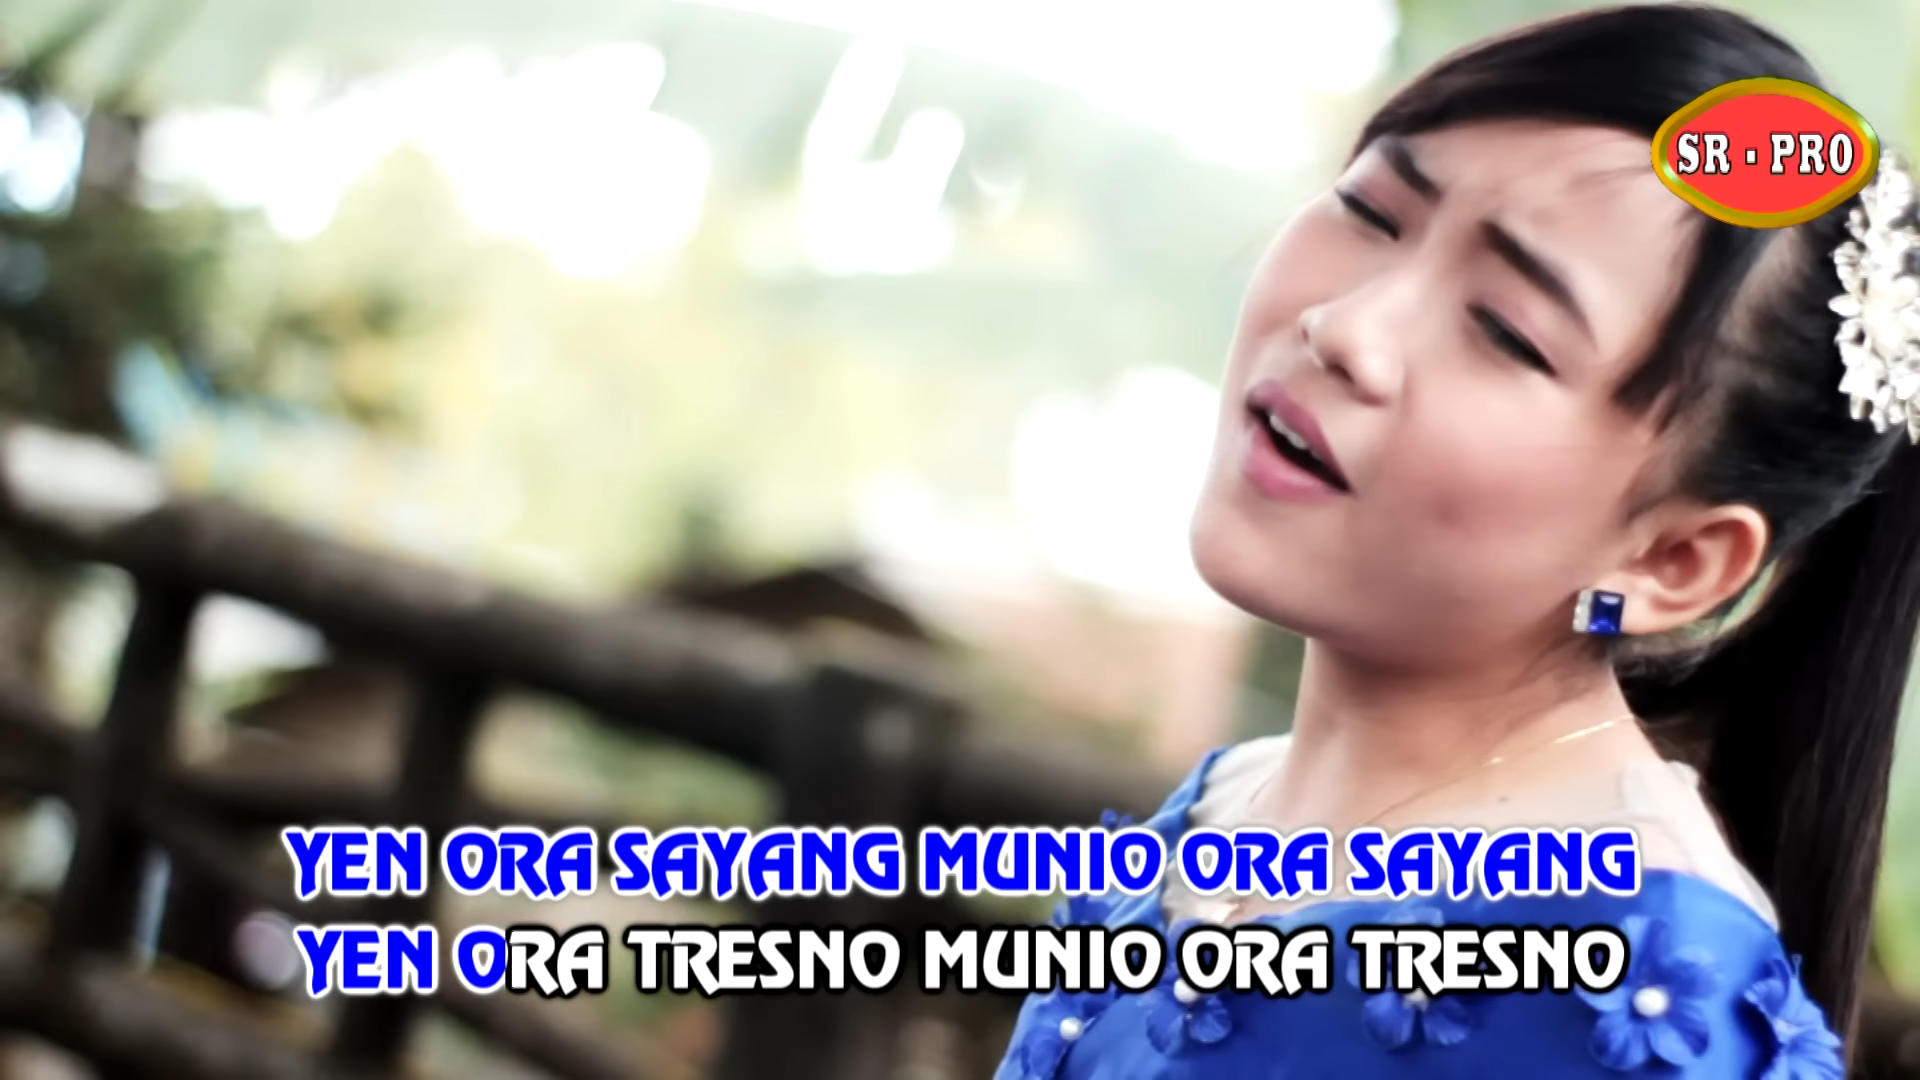 SR - PRO
YEN ORA SAYANG MUNIO ORA SAYANG
YEN ORA TRESNO MUNIO ORA TRESNO